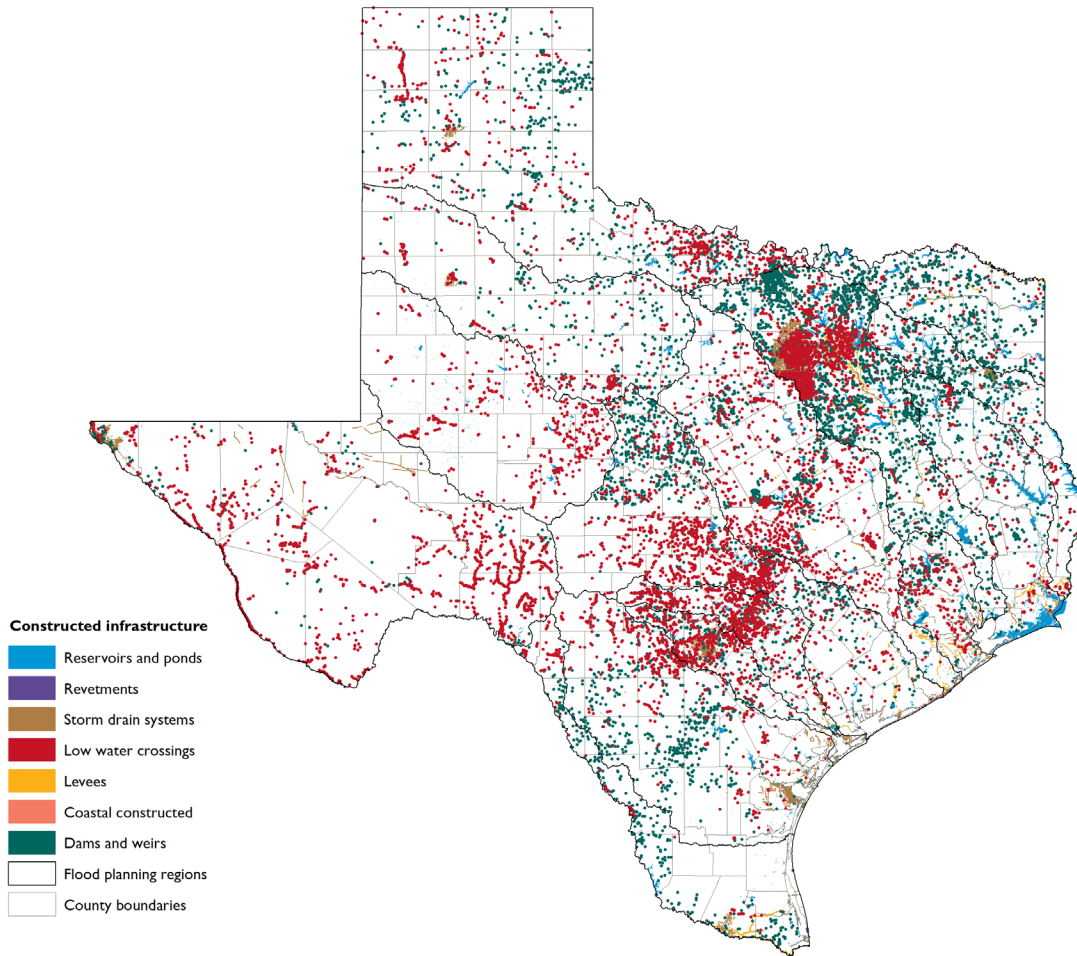 Constructed infrastructure
Reservoirs and ponds
Revetments
Storm drain systems
Low water crossings
Levees
Coastal constructed
Dams and weirs
Flood planning regions
County boundaries